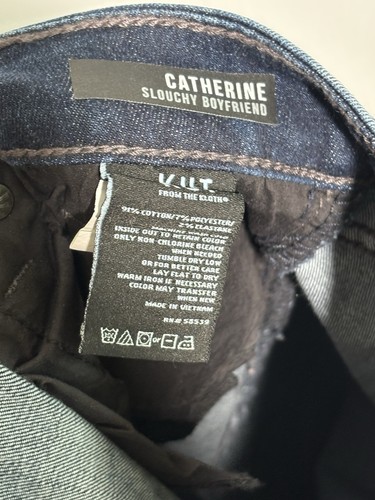 CATHERINE
SLOUCHY BOYFRIEND
FROM THE KLOTH®
91% COTTON/7% POLYESTER/
2% ELASTANE
INSIDE OUT TO RETAIN COLOR
ONLY NON-CHLORINE BLEACH
WHEN NEEDED
TUMBLE DRY LOW
OR FOR BETTER CARE
LAY FLAT TO DRY
WARM IRON IF NECESSARY
COLOR MAY TRANSFER
WHEN NEW
MADE IN VIETNAM
RN# 58539
or